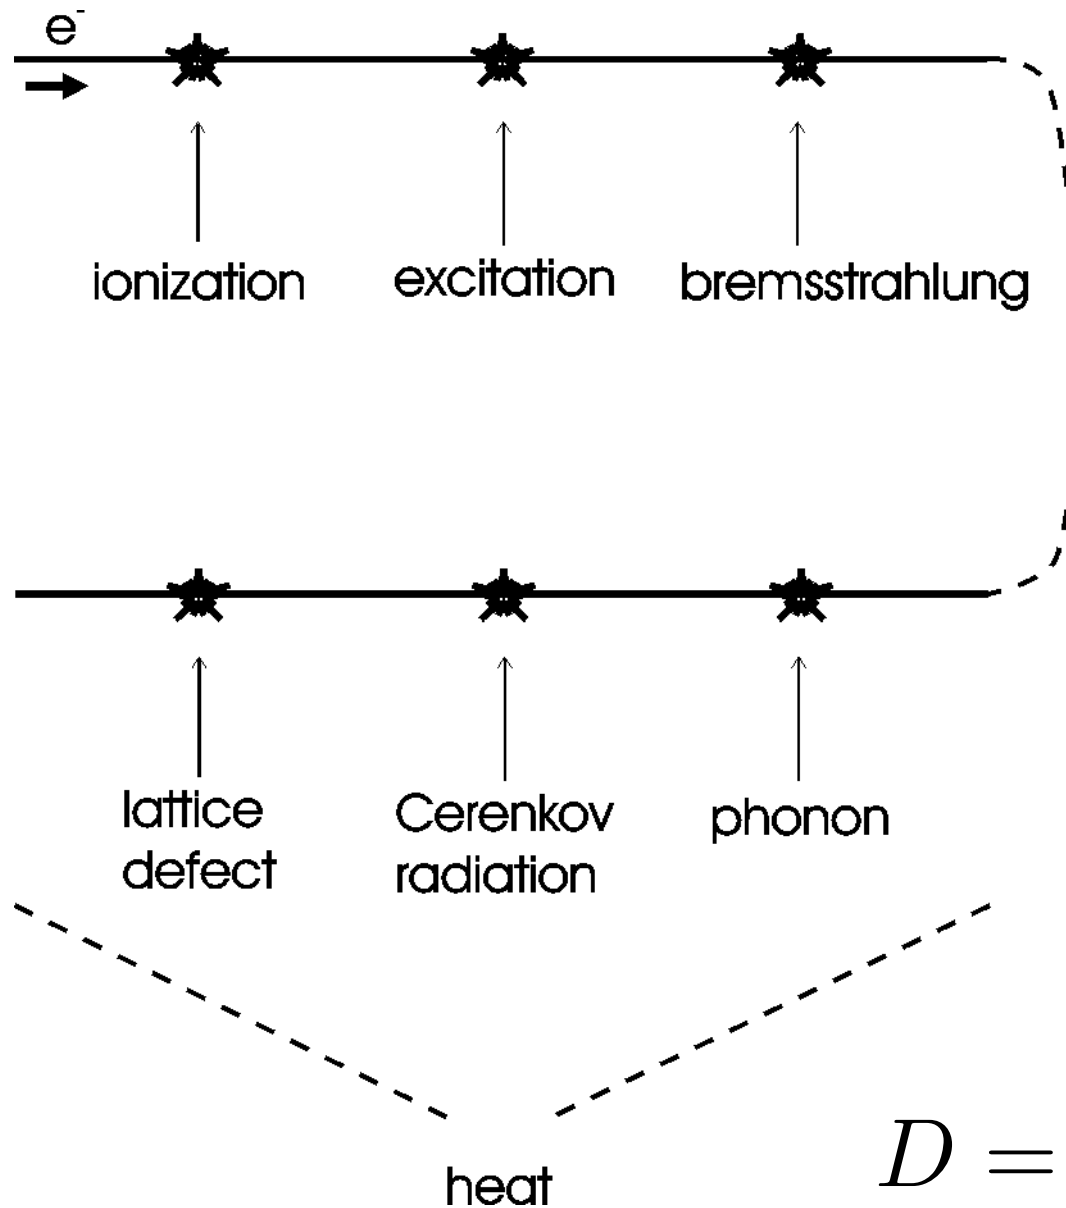 e⁻
ionization
excitation
bremsstrahlung
lattice
defect
Cerenkov
radiation
phonon
heat
D =